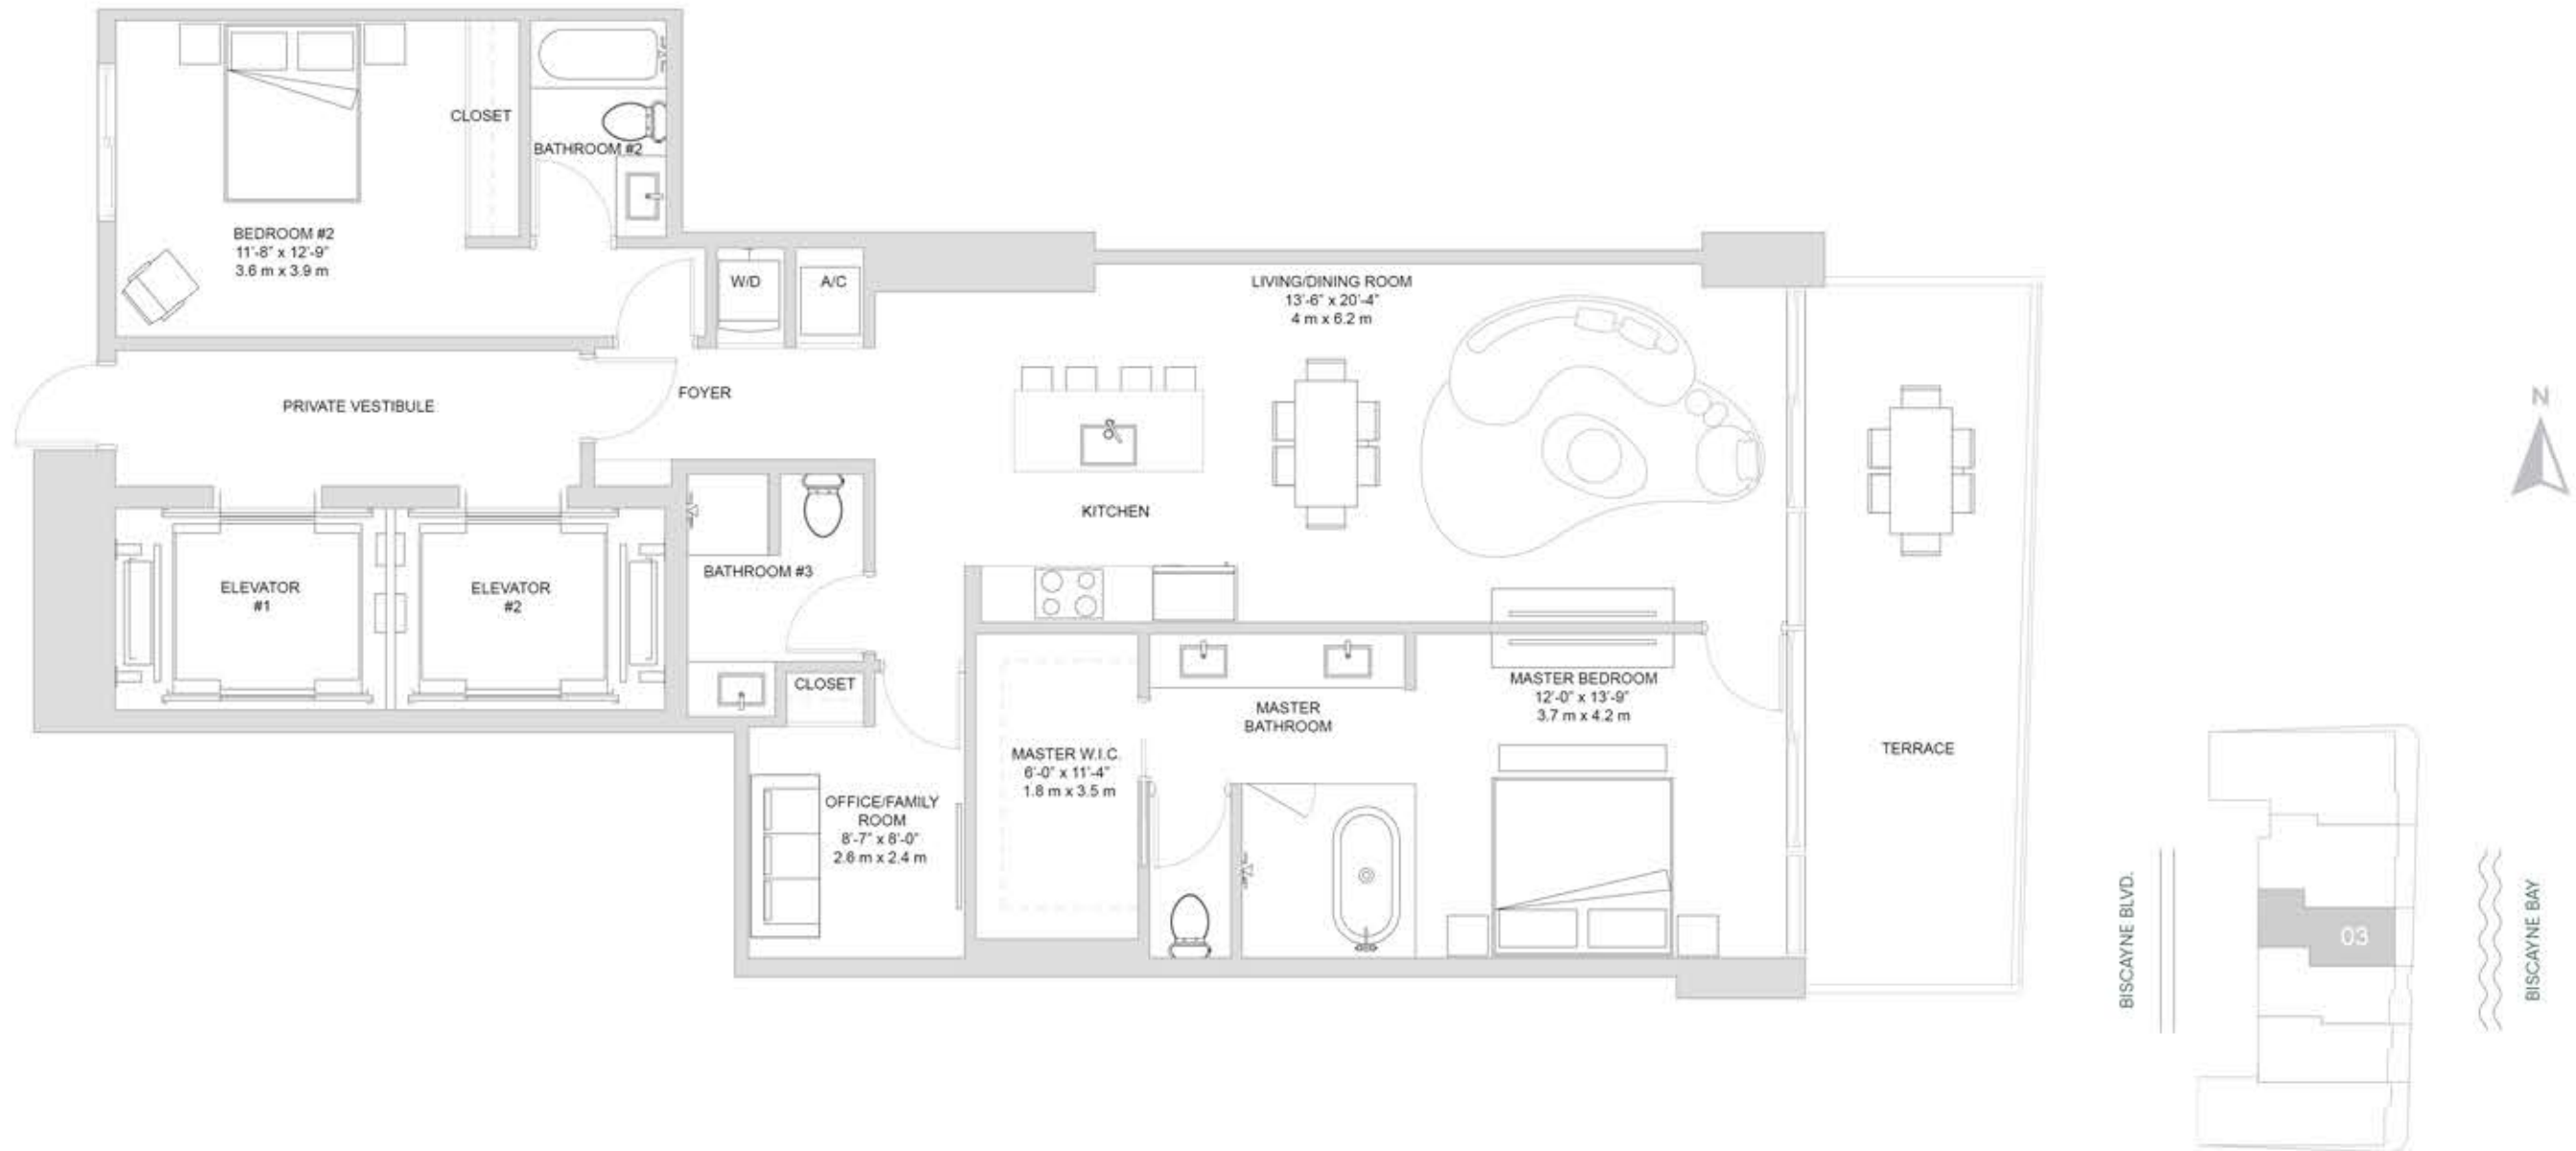 CLOSET
BATHROOM #2
BEDROOM #2
11'-8" x 12'-9"
3.6 m x 3.9 m
W/D
A/C
LIVING/DINING ROOM
13'-6" x 20'-4"
4 m x 6.2 m
PRIVATE VESTIBULE
FOYER
N
KITCHEN
BATHROOM #3
ELEVATOR
#1
ELEVATOR
#2
CLOSET
MASTER BEDROOM
12'-0" x 13'-9"
3.7 m x 4.2 m
MASTER
BATHROOM
MASTER W.I.C.
6'-0" x 11'-4"
1.8 m x 3.5 m
TERRACE
OFFICE/FAMILY
ROOM
8'-7" x 8'-0"
2.6 m x 2.4 m
BISCAYNE BLVD.
03
BISCAYNE BAY